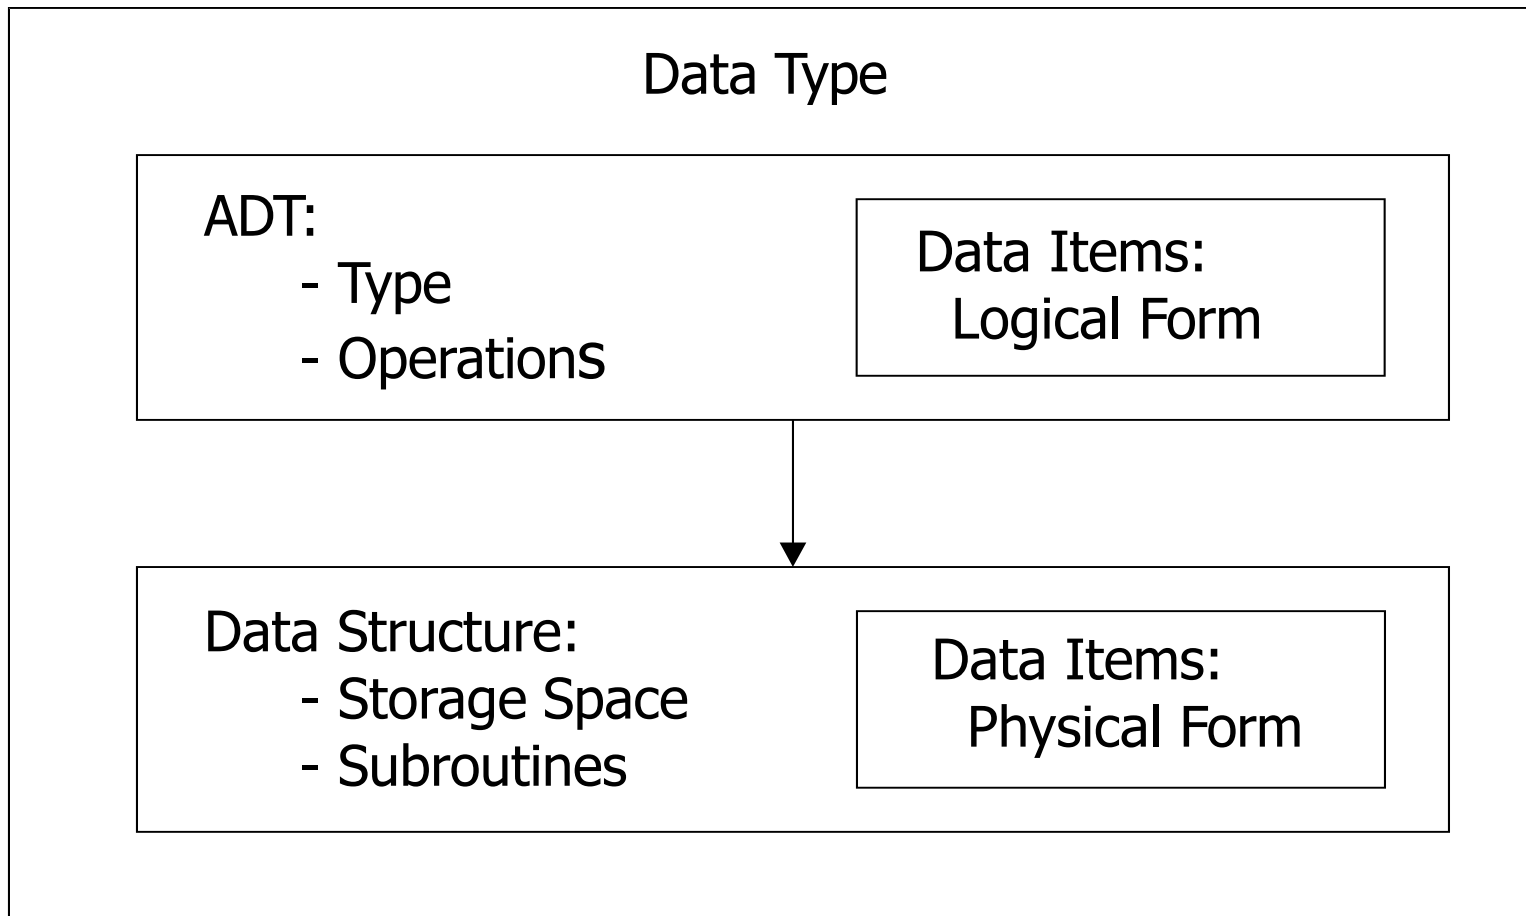 Data Type
ADT:
- Type
- Operations
Data Items:
Logical Form
Data Structure:
- Storage Space
- Subroutines
Data Items:
Physical Form